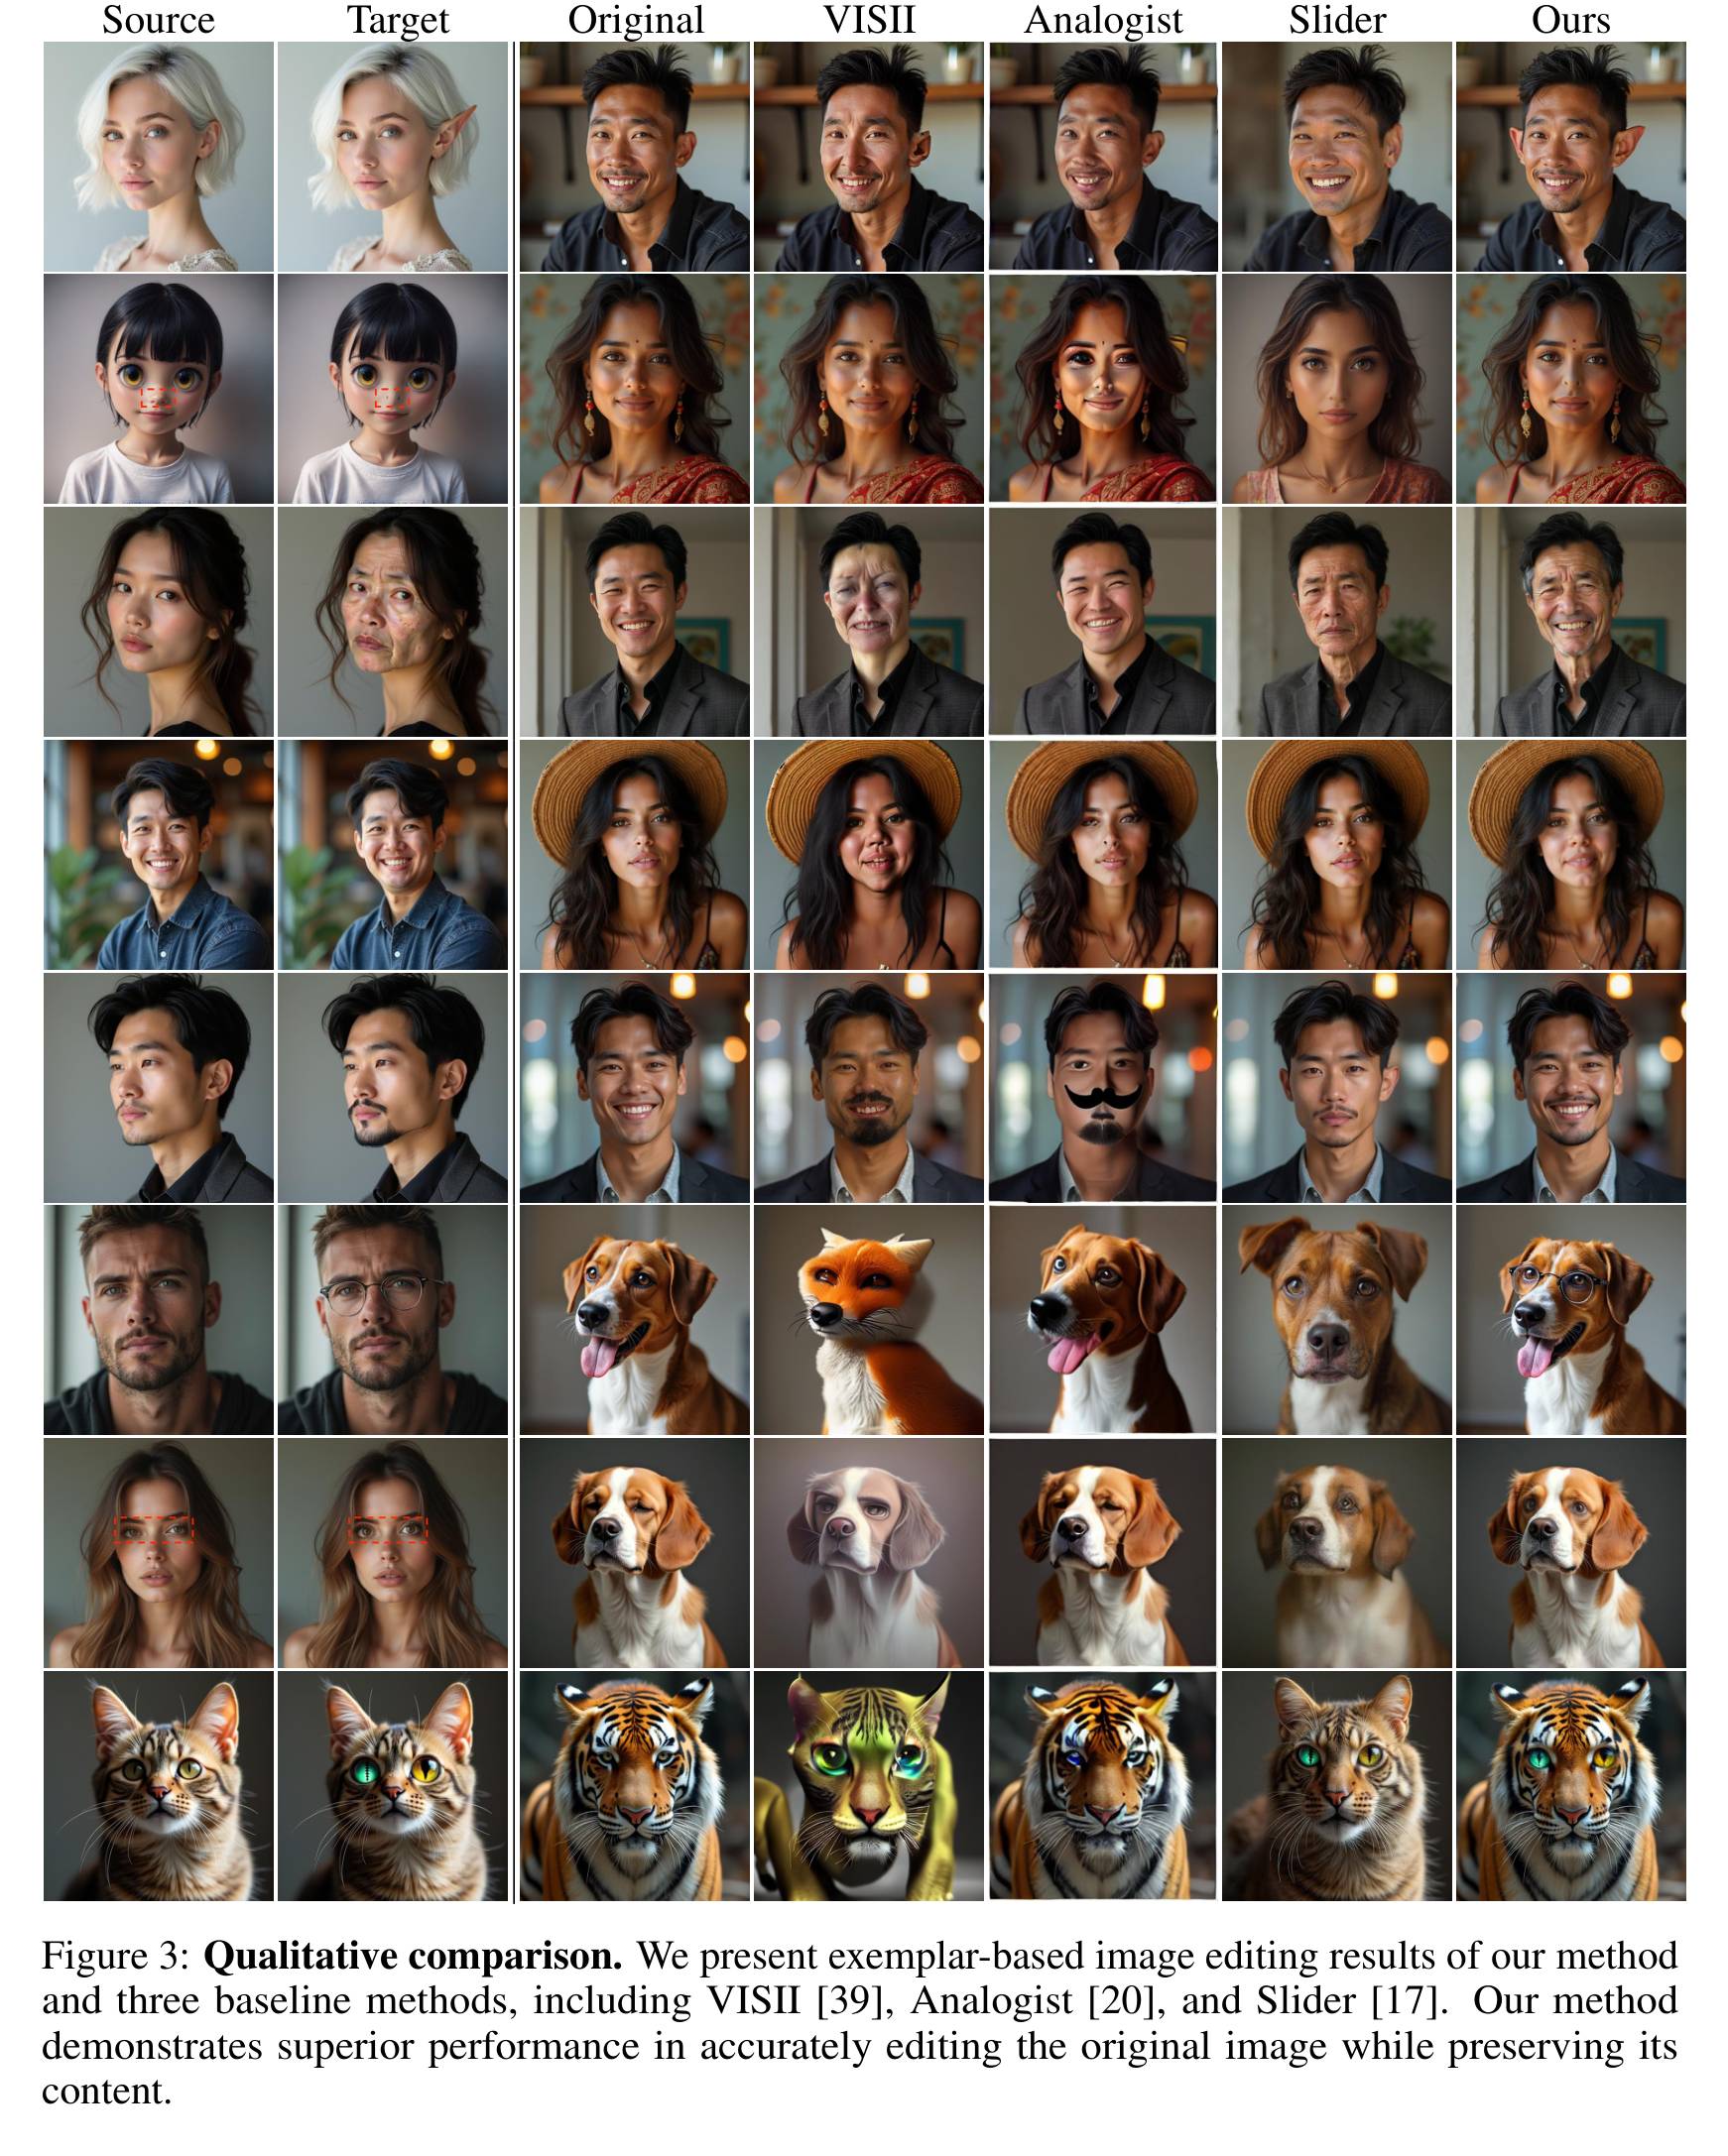 Source Target Original VISII Analogist Slider Ours
Figure 3: Qualitative comparison. We present exemplar-based image editing results of our method
and three baseline methods, including VISII [39], Analogist [20], and Slider [17]. Our method
demonstrates superior performance in accurately editing the original image while preserving its
content.